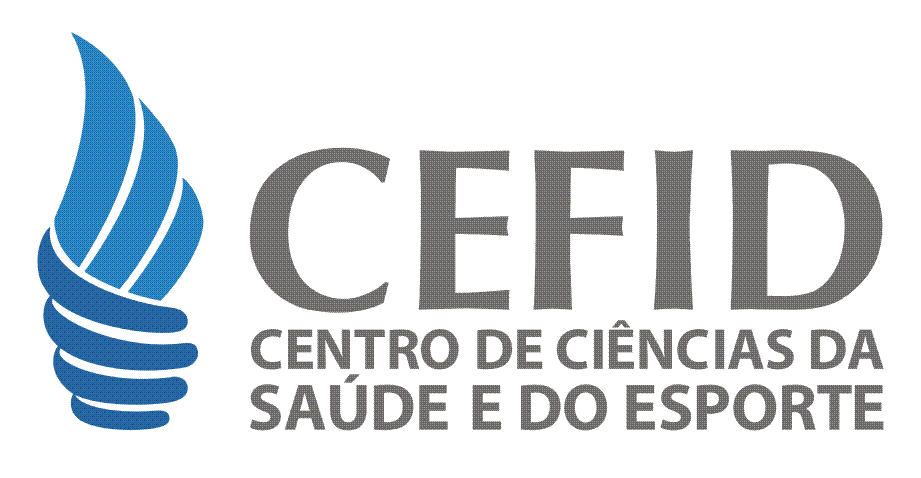 CEFID
CENTRO DE CIÊNCIAS DA
SAÚDE E DO ESPORTE